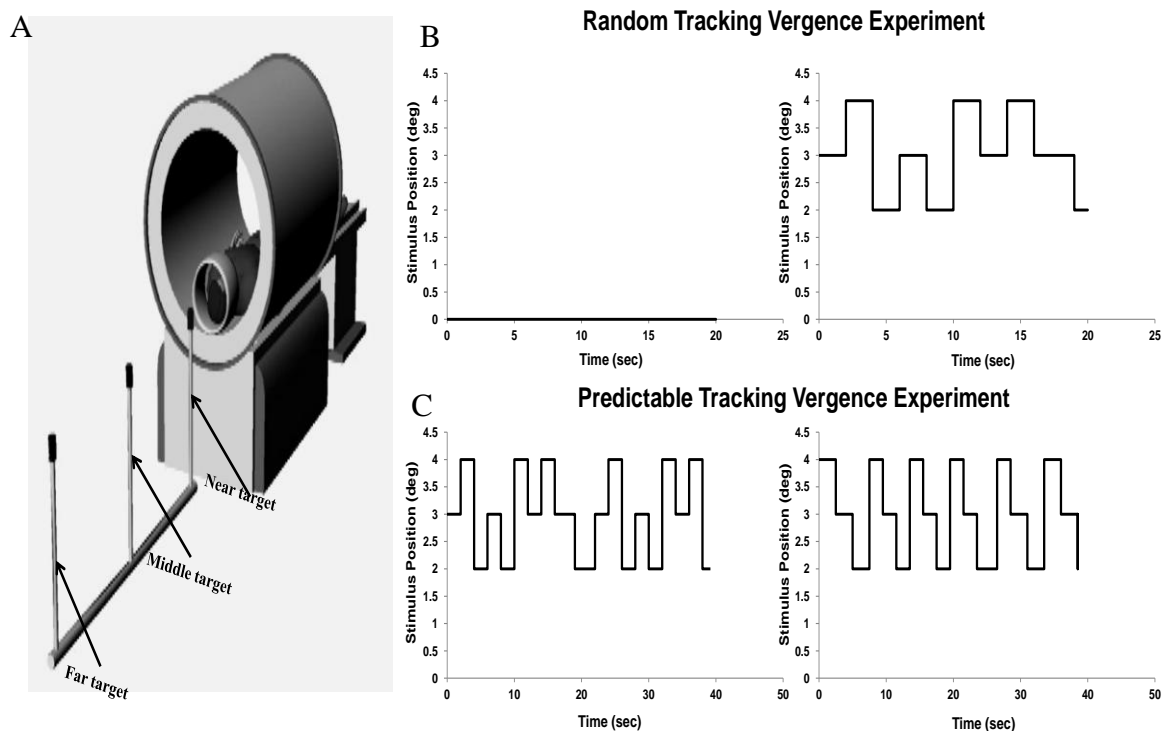 A
Near target
Middle target
Far target
Random Tracking Vergence Experiment
B
4.5
4
3.5
3
2.5
2
1.5
1
0.5
0
Stimulus Position (deg)
0 5 10 15 20 25
Time (sec)
4.5
4
3.5
3
2.5
2
1.5
1
0.5
0
Stimulus Position (deg)
0 5 10 15 20 25
Time (sec)
Predictable Tracking Vergence Experiment
C
4.5
4
3.5
3
2.5
2
1.5
1
0.5
0
Stimulus Position (deg)
0 10 20 30 40 50
Time (sec)
4.5
4
3.5
3
2.5
2
1.5
1
0.5
0
Stimulus Position (deg)
0 10 20 30 40 50
Time (sec)